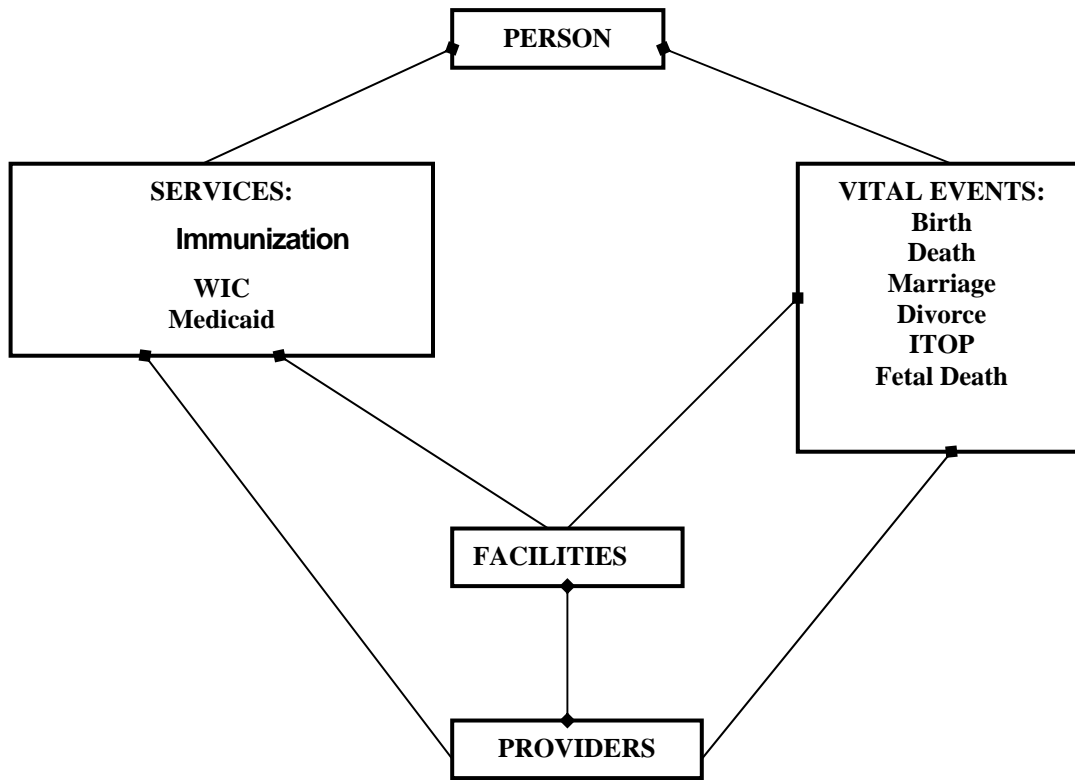 PERSON
SERVICES:
Immunization
WIC
Medicaid
VITAL EVENTS:
Birth
Death
Marriage
Divorce
ITOP
Fetal Death
FACILITIES
PROVIDERS